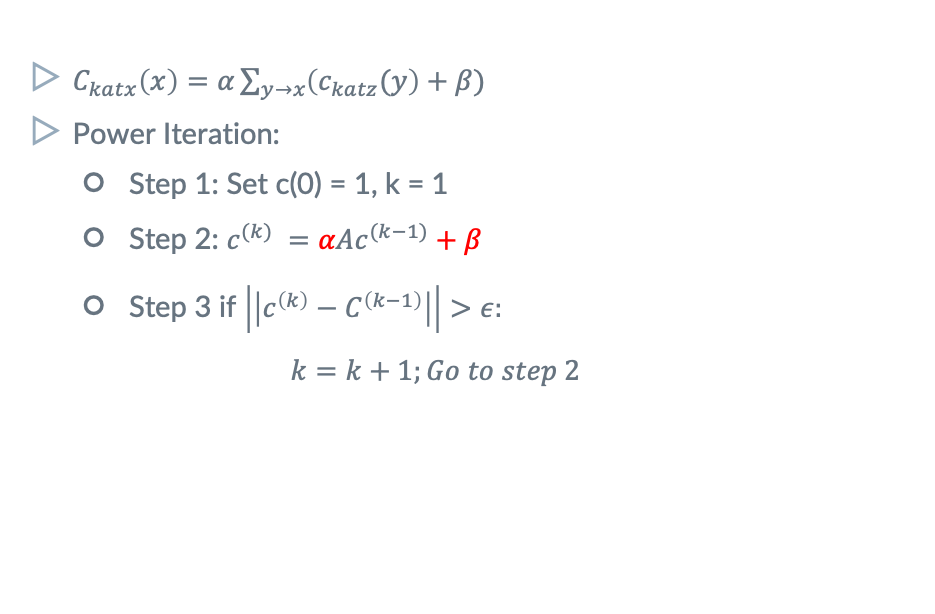 ▷ C_katx(x) = α ∑_y→x(c_katz(y) + β)
▷ Power Iteration:
○ Step 1: Set c(0) = 1, k = 1
○ Step 2: c^(k) = αAc^(k−1) + β
○ Step 3 if ||c^(k) − C^(k−1)|| > ϵ:
k = k + 1; Go to step 2